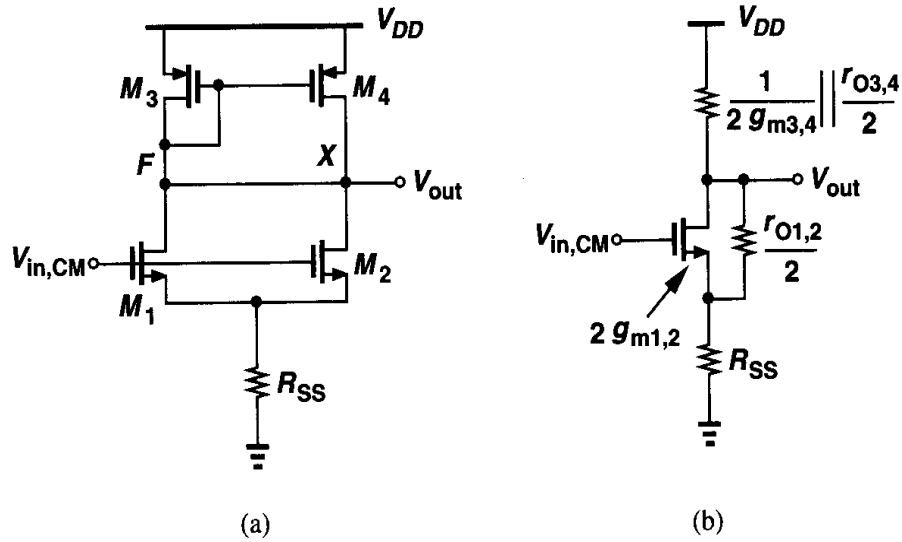 V_DD
M_3
M_4
F
X
V_out
V_in,CM
M_1
M_2
R_SS
(a)
V_DD
1 / 2 g_m3,4 || r_O3,4 / 2
V_out
V_in,CM
r_O1,2 / 2
2 g_m1,2
R_SS
(b)